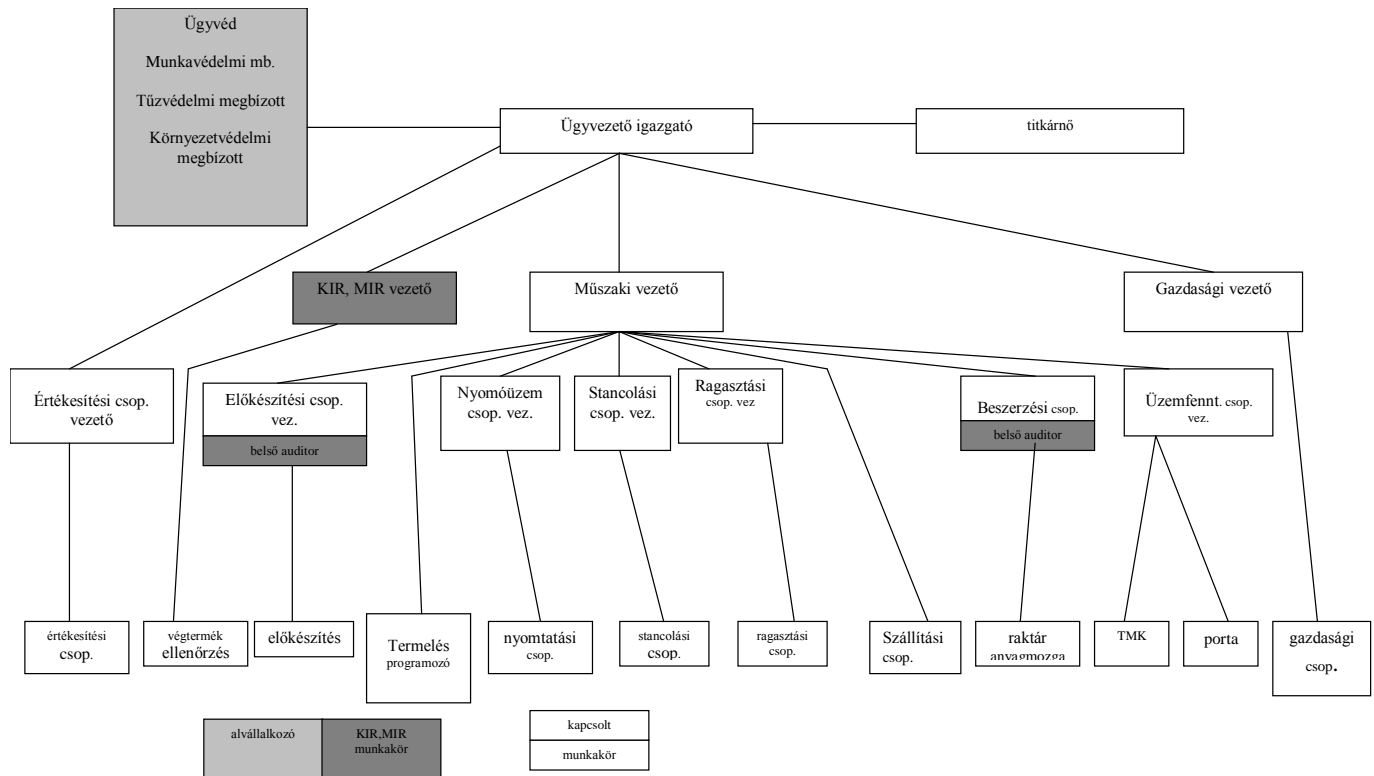 Ügyvéd
Munkavédelmi mb.
Tűzvédelmi megbízott
Környezetvédelmi
megbízott
Ügyvezető igazgató
titkárnő
KIR, MIR vezető
Műszaki vezető
Gazdasági vezető
Értékesítési csop.
vezető
Előkészítési csop.
vez.
belső auditor
Nyomóüzem
csop. vez.
Stancolási
csop. vez.
Ragasztási
csop. vez
Beszerzési csop.
belső auditor
Üzemfennt. csop.
vez.
értékesítési
csop.
végtermék
ellenőrzés
előkészítés
Termelés
programozó
nyomtatási
csop.
stancolási
csop.
ragasztási
csop.
Szállítási
csop.
raktár
anyagmozga
TMK
porta
gazdasági
csop.
alvállalkozó
KIR,MIR
munkakör
kapcsolt
munkakör